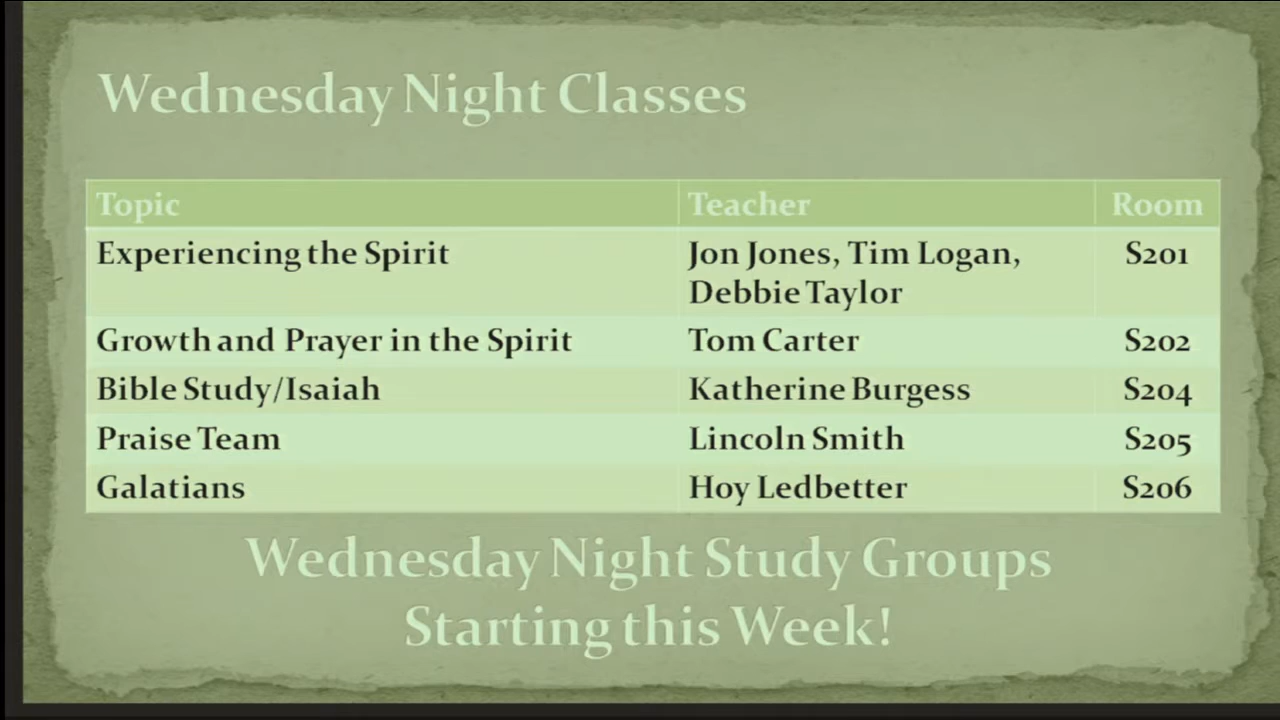 Wednesday Night Classes
Topic Teacher Room
Experiencing the Spirit Jon Jones, Tim Logan, S201
Debbie Taylor
Growth and Prayer in the Spirit Tom Carter S202
Bible Study/Isaiah Katherine Burgess S204
Praise Team Lincoln Smith S205
Galatians Hoy Ledbetter S206
Wednesday Night Study Groups
Starting this Week!